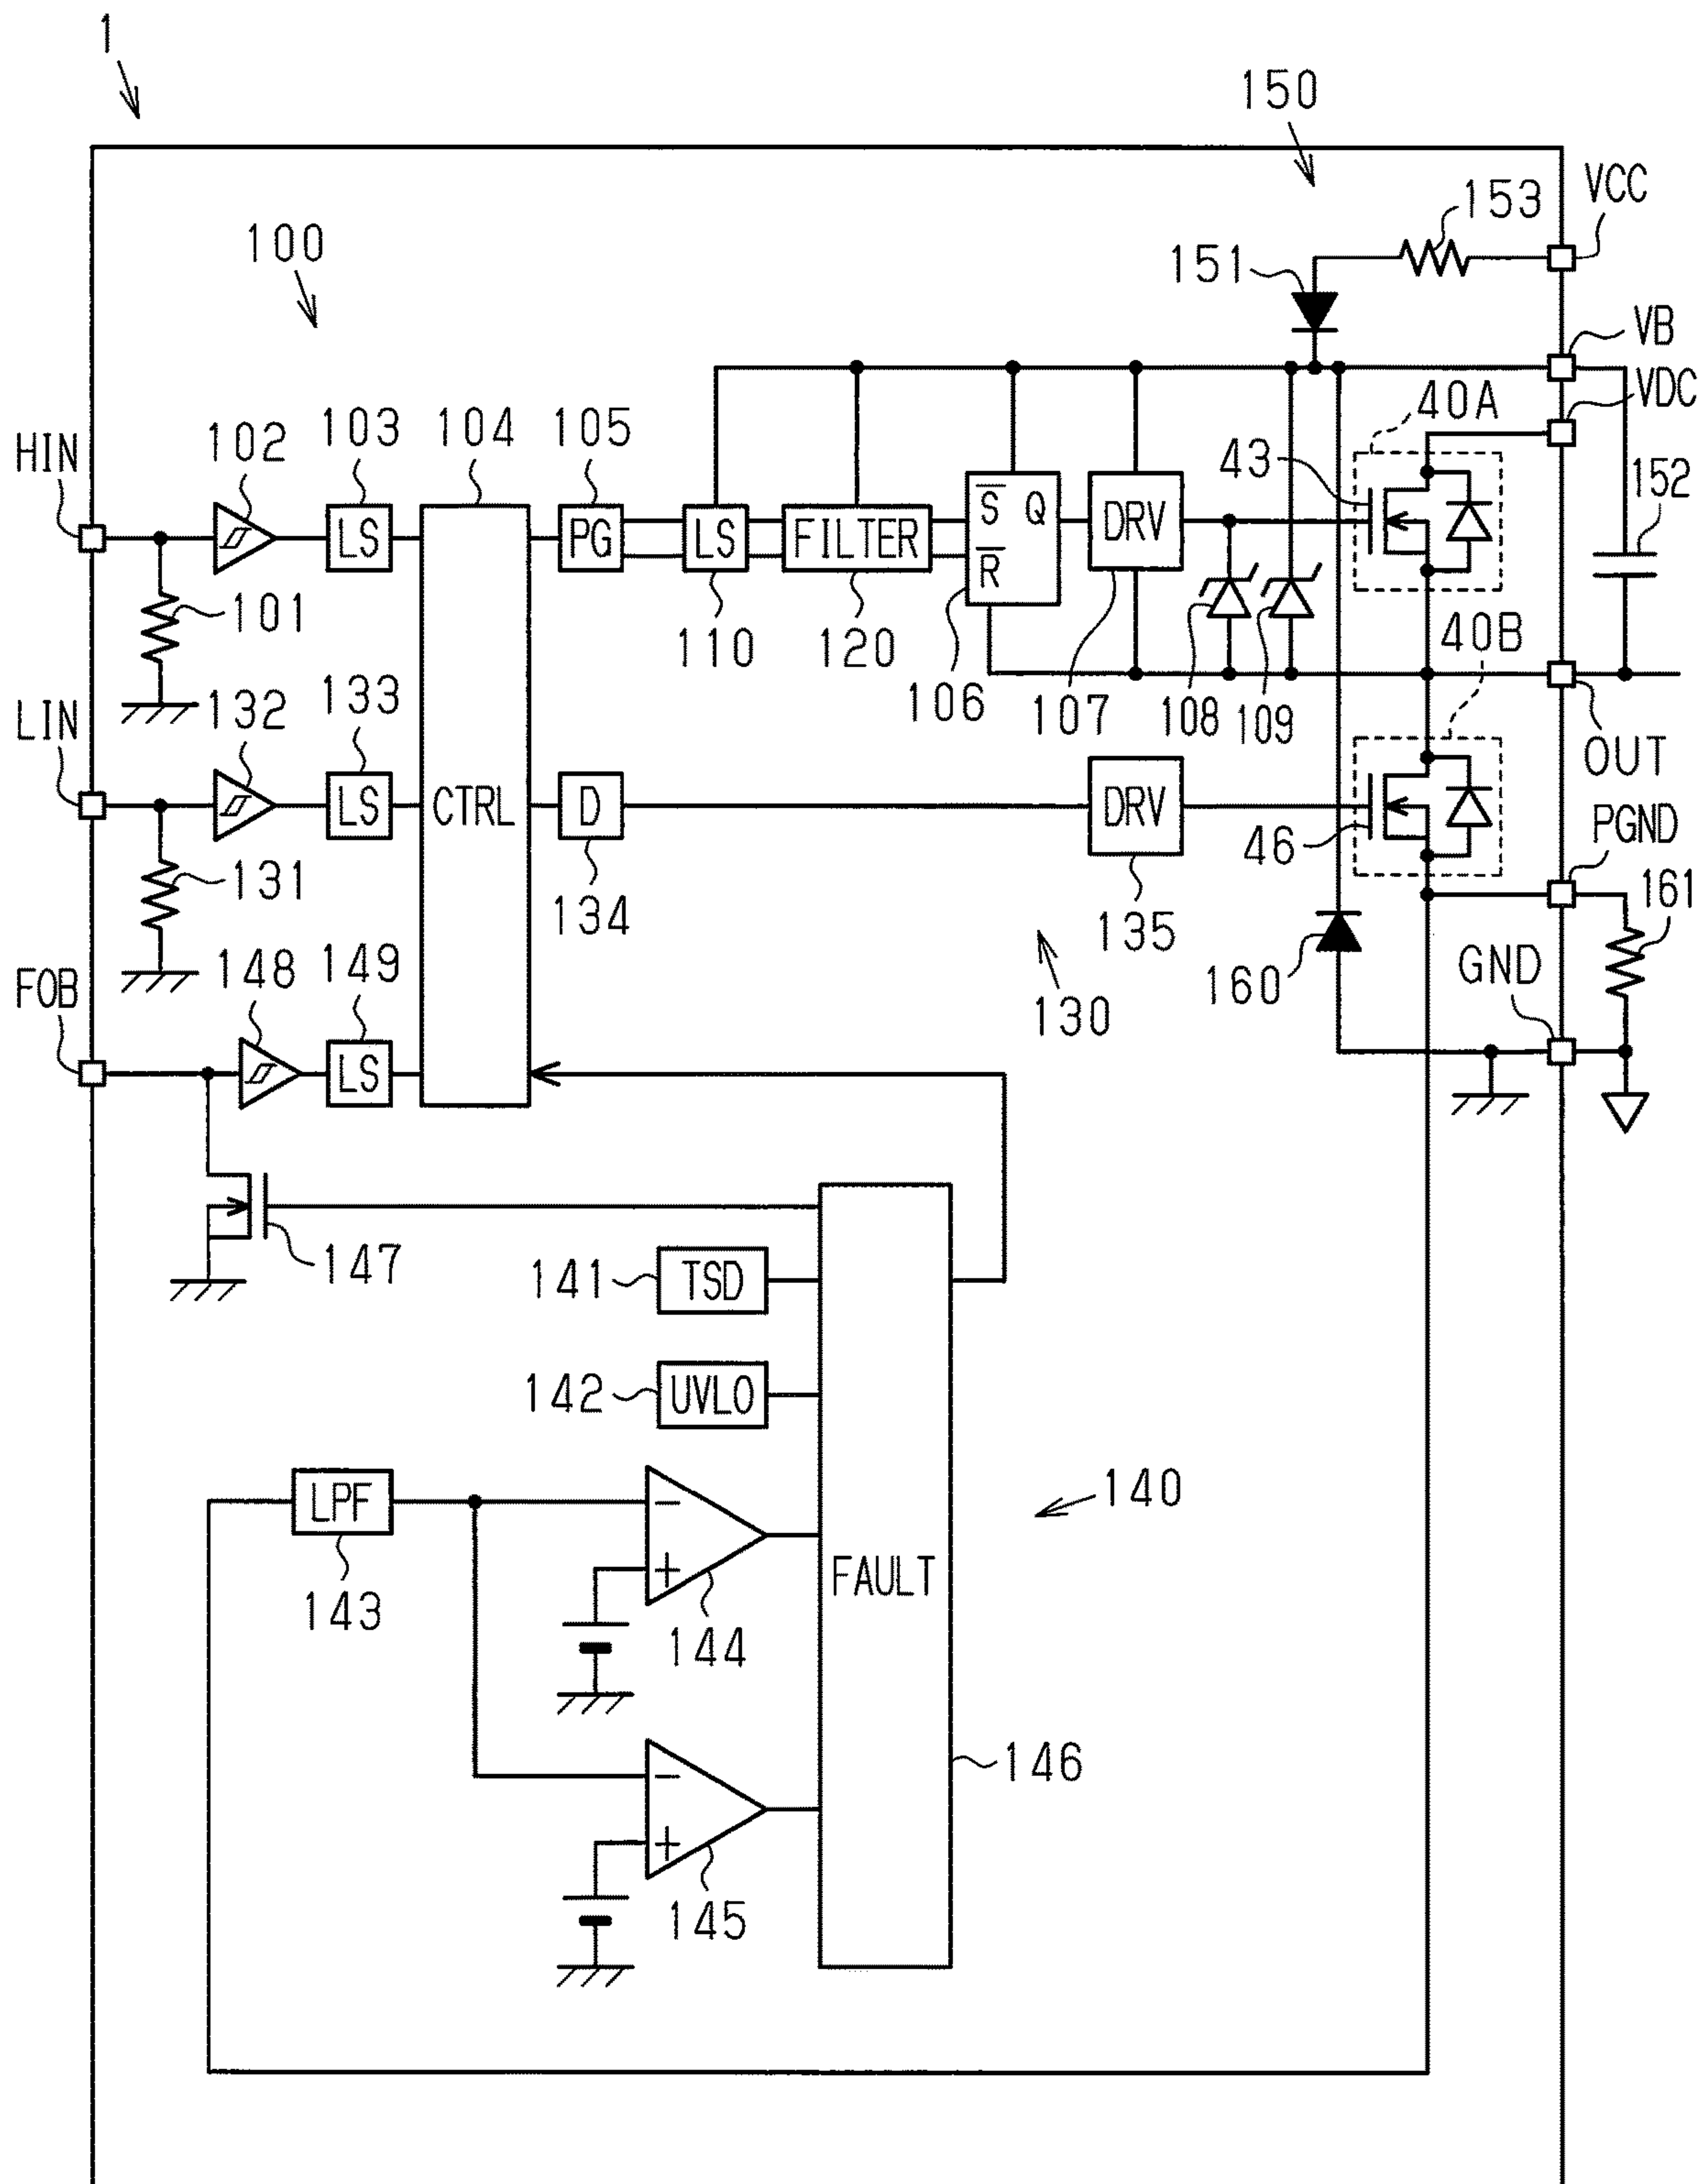 1
150
VCC
153
100
151
VB
VDC
40A
102
103
104
105
43
152
HIN
LS
PG
LS
FILTER
S Q
R
DRV
101
110
120
40B
106
107
108
109
LIN
132
133
OUT
LS
CTRL
D
DRV
PGND
46
131
161
134
135
FOB
148
149
160
GND
130
LS
147
141
TSD
142
UVLO
LPF
−
140
+
FAULT
143
144
−
146
+
145